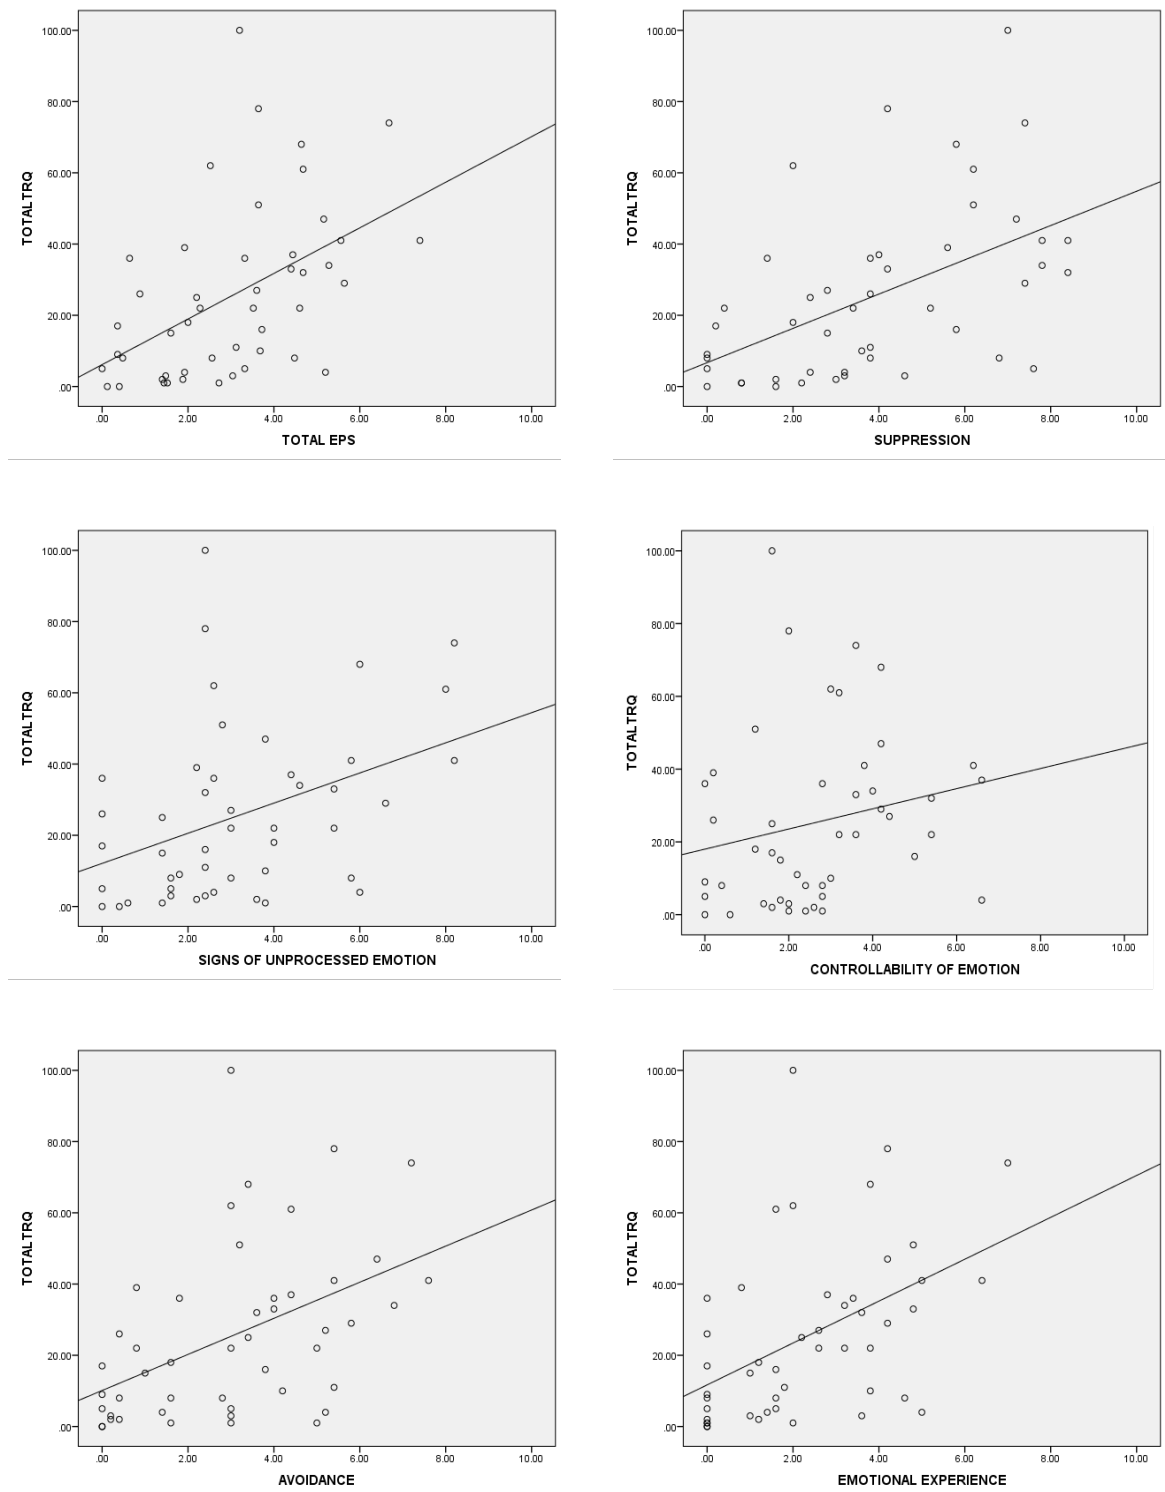 100.00
80.00
60.00
40.00
20.00
.00
TOTALTRQ
.00 2.00 4.00 6.00 8.00 10.00
TOTAL EPS
100.00
80.00
60.00
40.00
20.00
.00
TOTALTRQ
.00 2.00 4.00 6.00 8.00 10.00
SUPPRESSION
100.00
80.00
60.00
40.00
20.00
.00
TOTALTRQ
.00 2.00 4.00 6.00 8.00 10.00
SIGNS OF UNPROCESSED EMOTION
100.00
80.00
60.00
40.00
20.00
.00
TOTALTRQ
.00 2.00 4.00 6.00 8.00 10.00
CONTROLLABILITY OF EMOTION
100.00
80.00
60.00
40.00
20.00
.00
TOTALTRQ
.00 2.00 4.00 6.00 8.00 10.00
AVOIDANCE
100.00
80.00
60.00
40.00
20.00
.00
TOTALTRQ
.00 2.00 4.00 6.00 8.00 10.00
EMOTIONAL EXPERIENCE